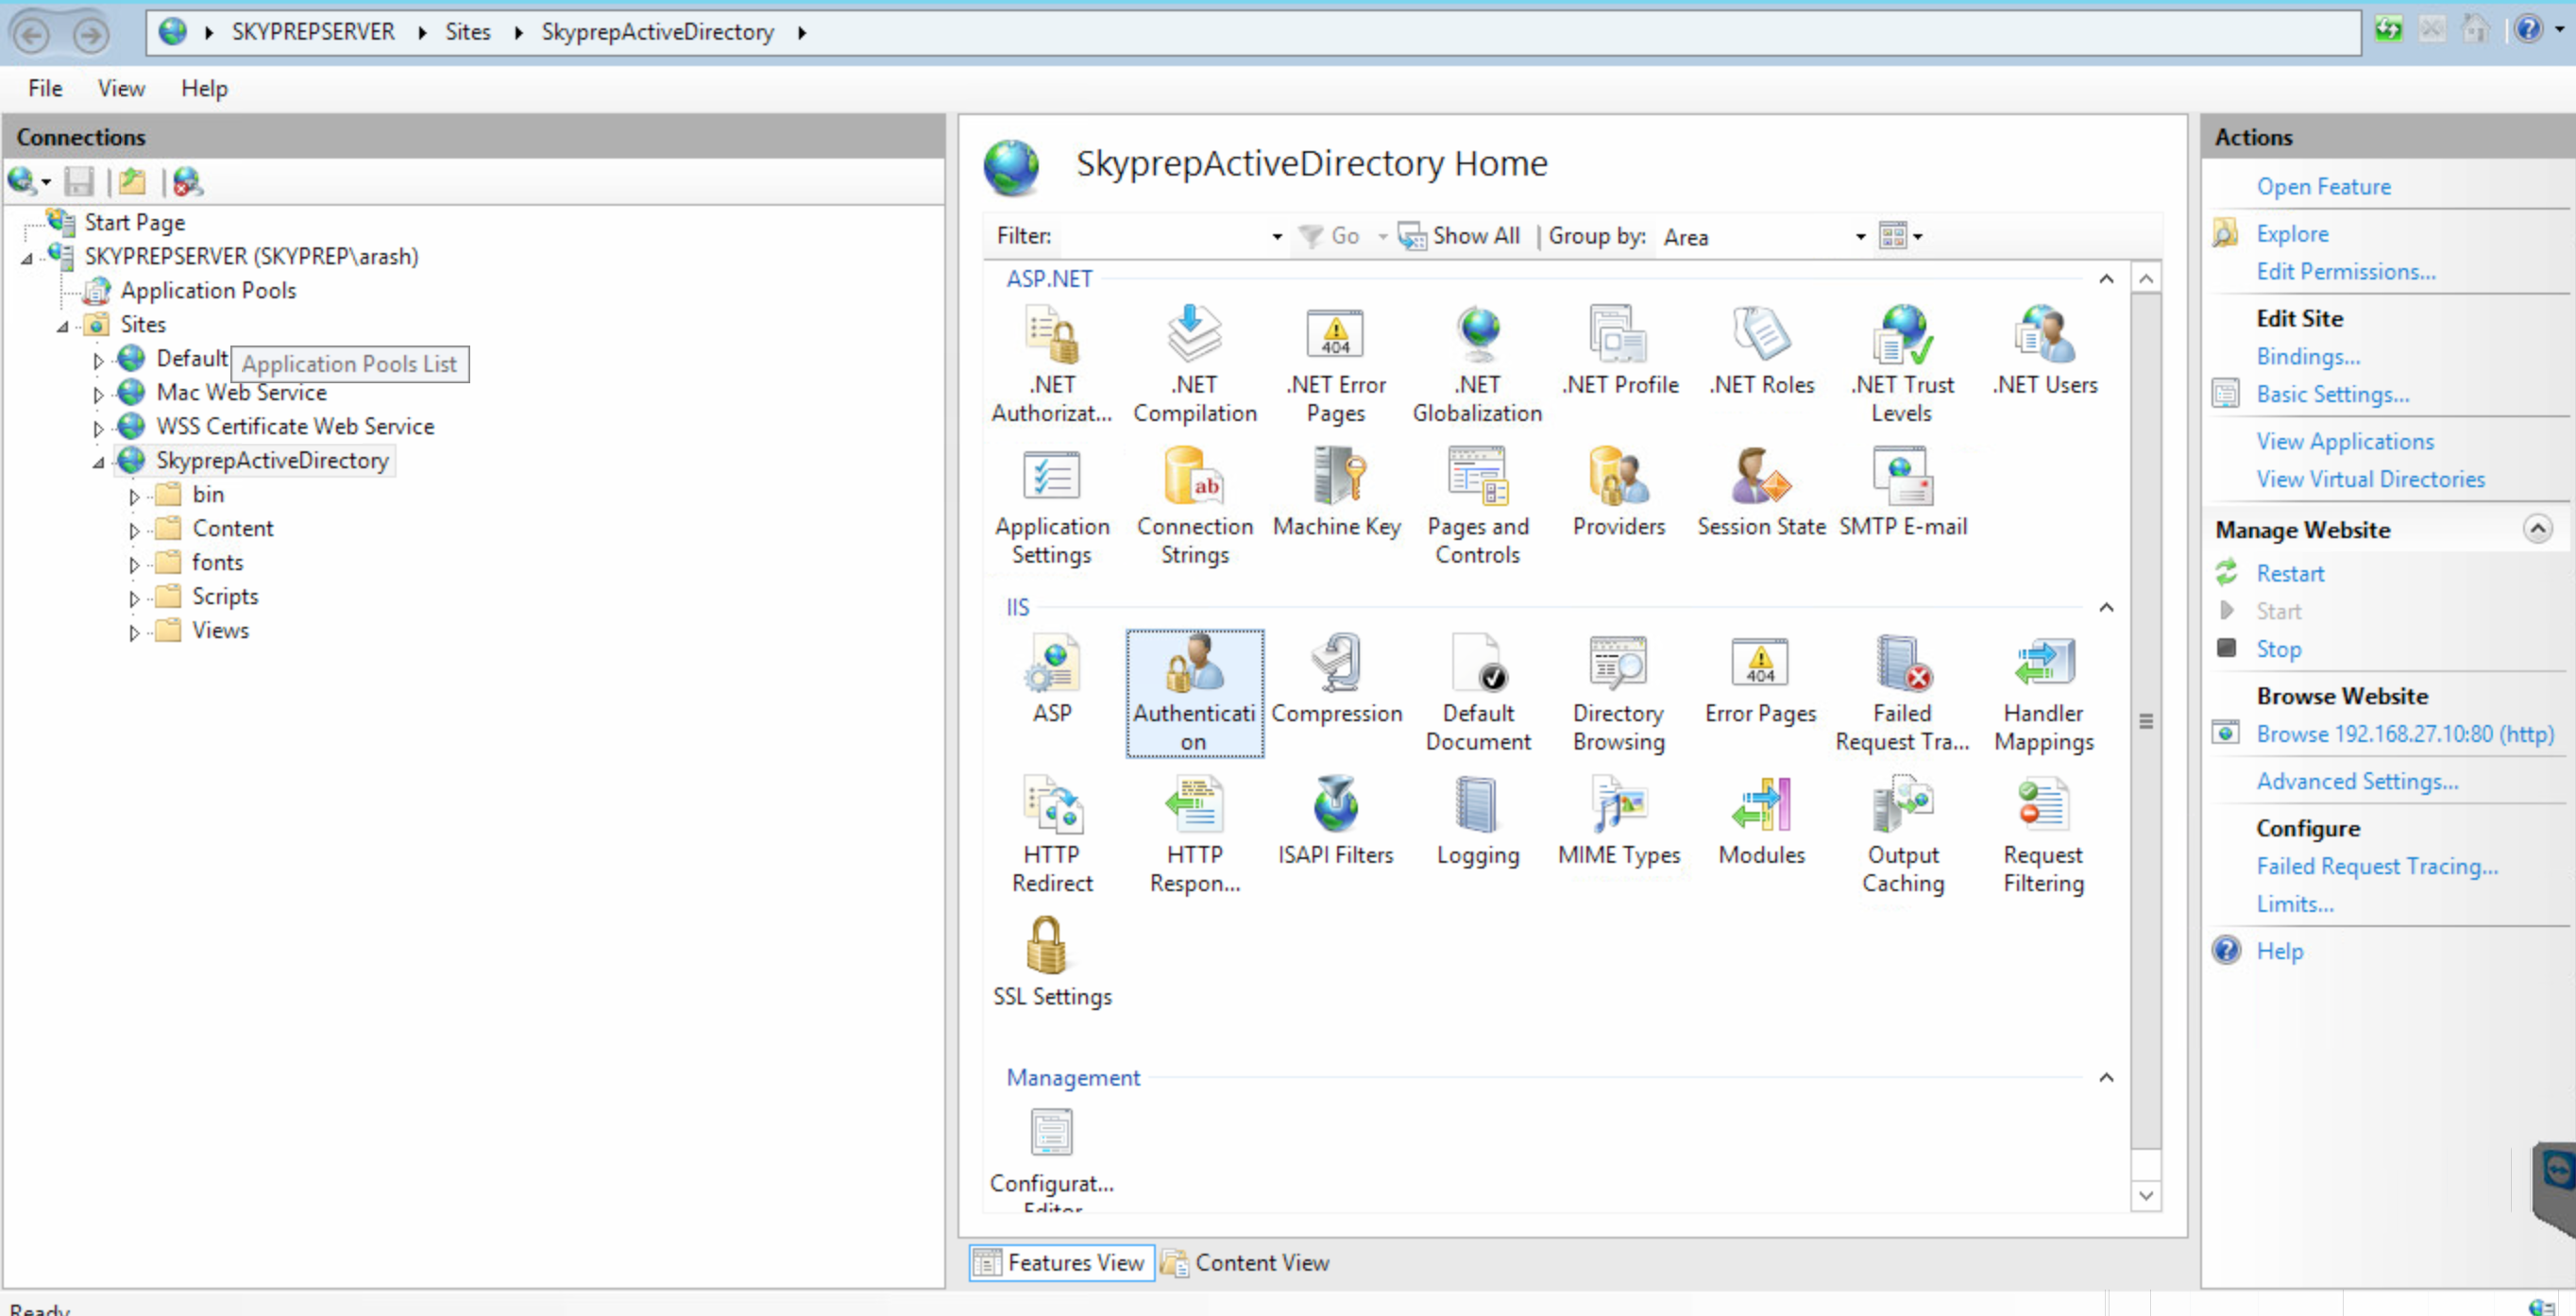 SKYPREPSERVER Sites SkyprepActiveDirectory
File View Help
Connections
Start Page
SKYPREPSERVER (SKYPREP\arash)
Application Pools
Sites
Default
Application Pools List
Mac Web Service
WSS Certificate Web Service
SkyprepActiveDirectory
bin
Content
fonts
Scripts
Views
SkyprepActiveDirectory Home
Filter: Go Show All Group by: Area
ASP.NET
.NET Authorizat...
.NET Compilation
.NET Error Pages
.NET Globalization
.NET Profile
.NET Roles
.NET Trust Levels
.NET Users
Application Settings
Connection Strings
Machine Key
Pages and Controls
Providers
Session State
SMTP E-mail
IIS
ASP
Authenticati
on
Compression
Default Document
Directory Browsing
Error Pages
Failed Request Tra...
Handler Mappings
HTTP Redirect
HTTP Respon...
ISAPI Filters
Logging
MIME Types
Modules
Output Caching
Request Filtering
SSL Settings
Management
Configurat...
Editor
Features View Content View
Actions
Open Feature
Explore
Edit Permissions...
Edit Site
Bindings...
Basic Settings...
View Applications
View Virtual Directories
Manage Website
Restart
Start
Stop
Browse Website
Browse 192.168.27.10:80 (http)
Advanced Settings...
Configure
Failed Request Tracing...
Limits...
Help
Ready